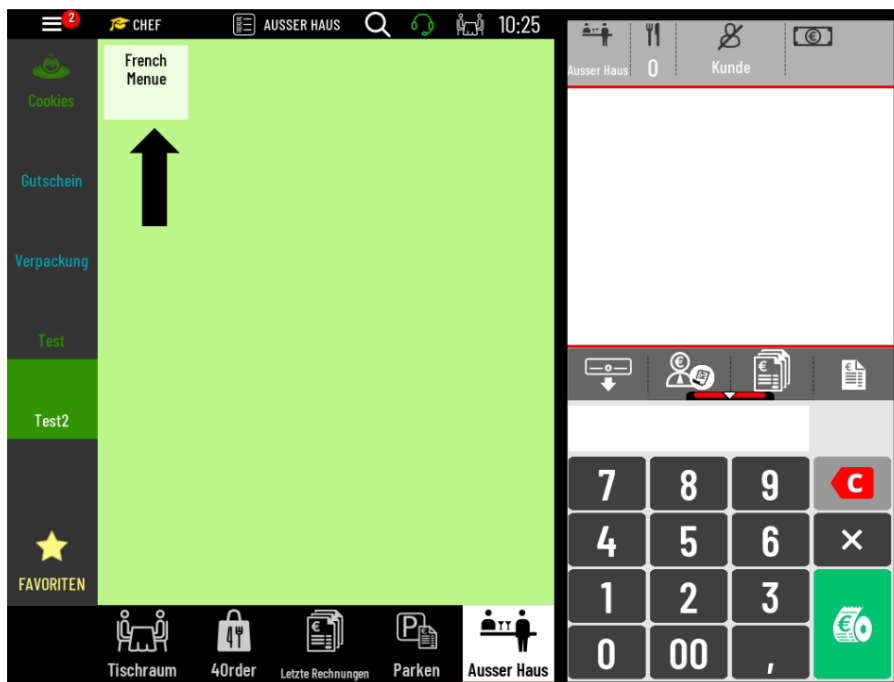 2
CHEF
AUSSER HAUS
10:25
Cookies
Gutschein
Verpackung
Test
Test2
FAVORITEN
French
Menue
Ausser Haus
0
Kunde
7 8 9 C
4 5 6 ×
1 2 3
0 00 ,
Tischraum
4Order
Letzte Rechnungen
P
Parken
Ausser Haus